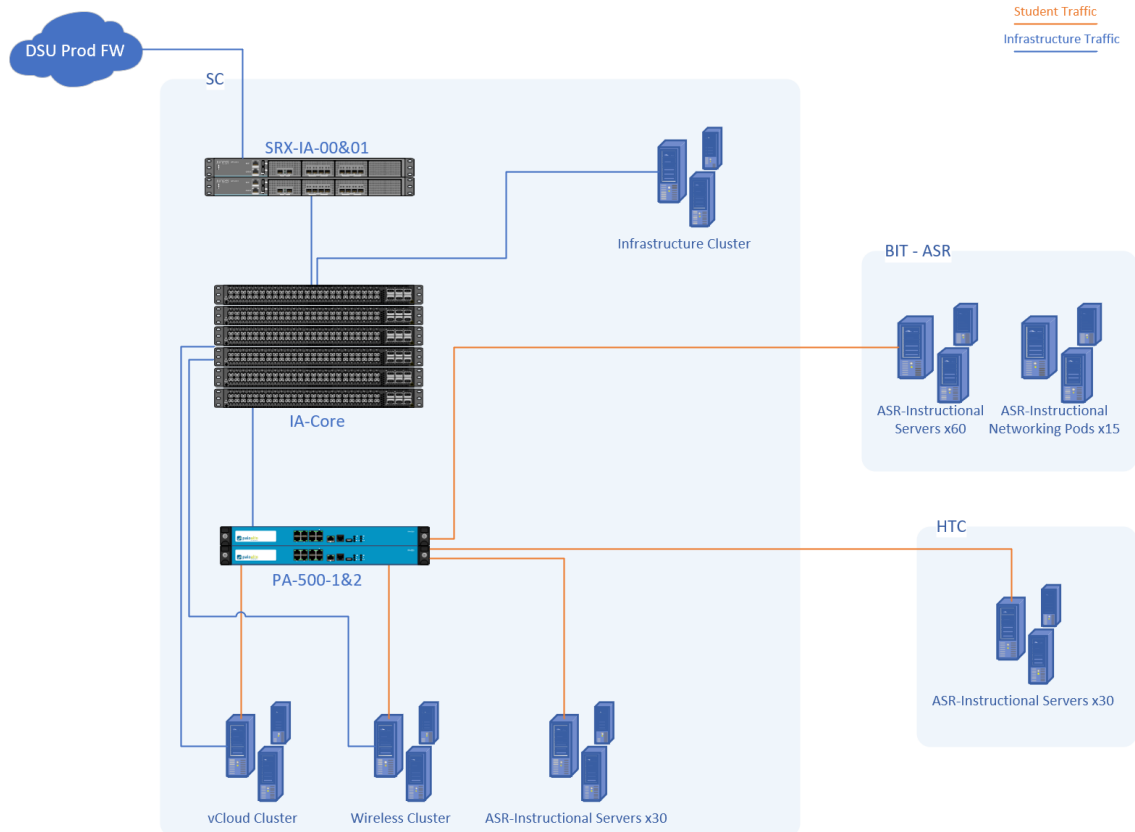 Student Traffic
Infrastructure Traffic
DSU Prod FW
SC
SRX-IA-00&01
Infrastructure Cluster
BIT - ASR
ASR-Instructional
Servers x60
ASR-Instructional
Networking Pods x15
IA-Core
HTC
PA-500-1&2
ASR-Instructional Servers x30
vCloud Cluster
Wireless Cluster
ASR-Instructional Servers x30